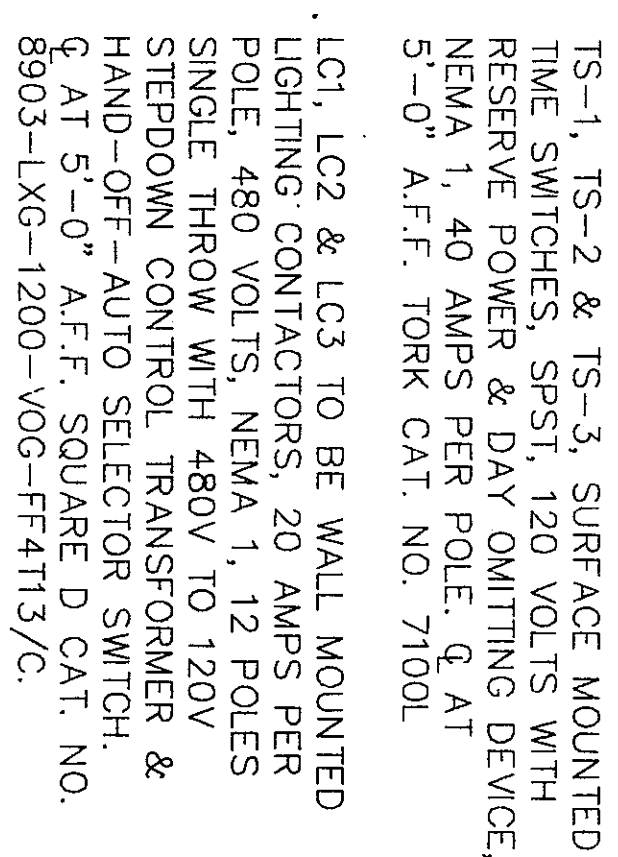 TS-1, TS-2 & TS-3, SURFACE MOUNTED
TIME SWITCHES, SPST, 120 VOLTS WITH
RESERVE POWER & DAY OMITTING DEVICE,
NEMA 1, 40 AMPS PER POLE. ℄ AT
5'-0" A.F.F. TORK CAT. NO. 7100L
LC1, LC2 & LC3 TO BE WALL MOUNTED
LIGHTING CONTACTORS, 20 AMPS PER
POLE, 480 VOLTS, NEMA 1, 12 POLES
SINGLE THROW WITH 480V TO 120V
STEPDOWN CONTROL TRANSFORMER &
HAND-OFF-AUTO SELECTOR SWITCH.
℄ AT 5'-0" A.F.F. SQUARE D CAT. NO.
8903-LXG-1200-VOG-FF4T13/C.